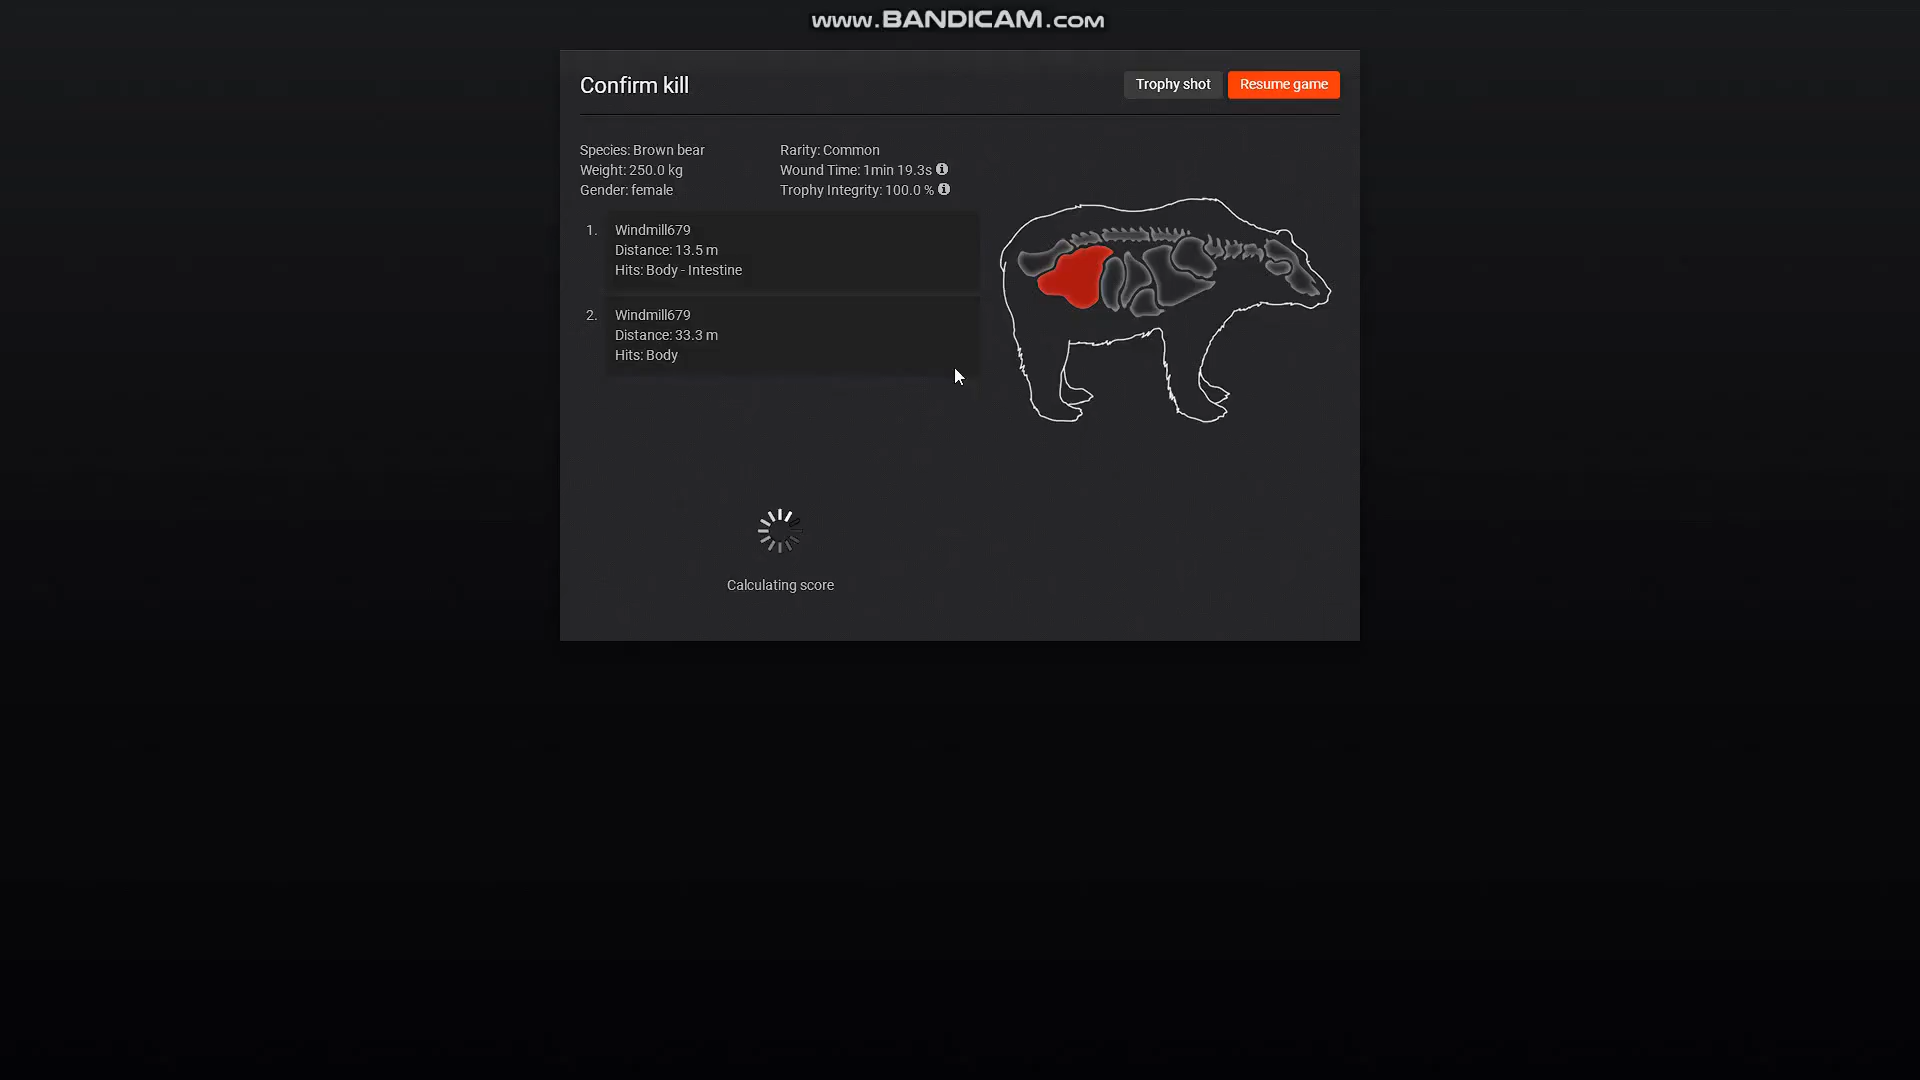 www.BANDICAM.com
Confirm kill
Trophy shot
Resume game
Species: Brown bear
Rarity: Common
Weight: 250.0 kg
Wound Time: 1min 19.3s
Gender: female
Trophy Integrity: 100.0 %
1. Windmill679
Distance: 13.5 m
Hits: Body - Intestine
2. Windmill679
Distance: 33.3 m
Hits: Body
Calculating score